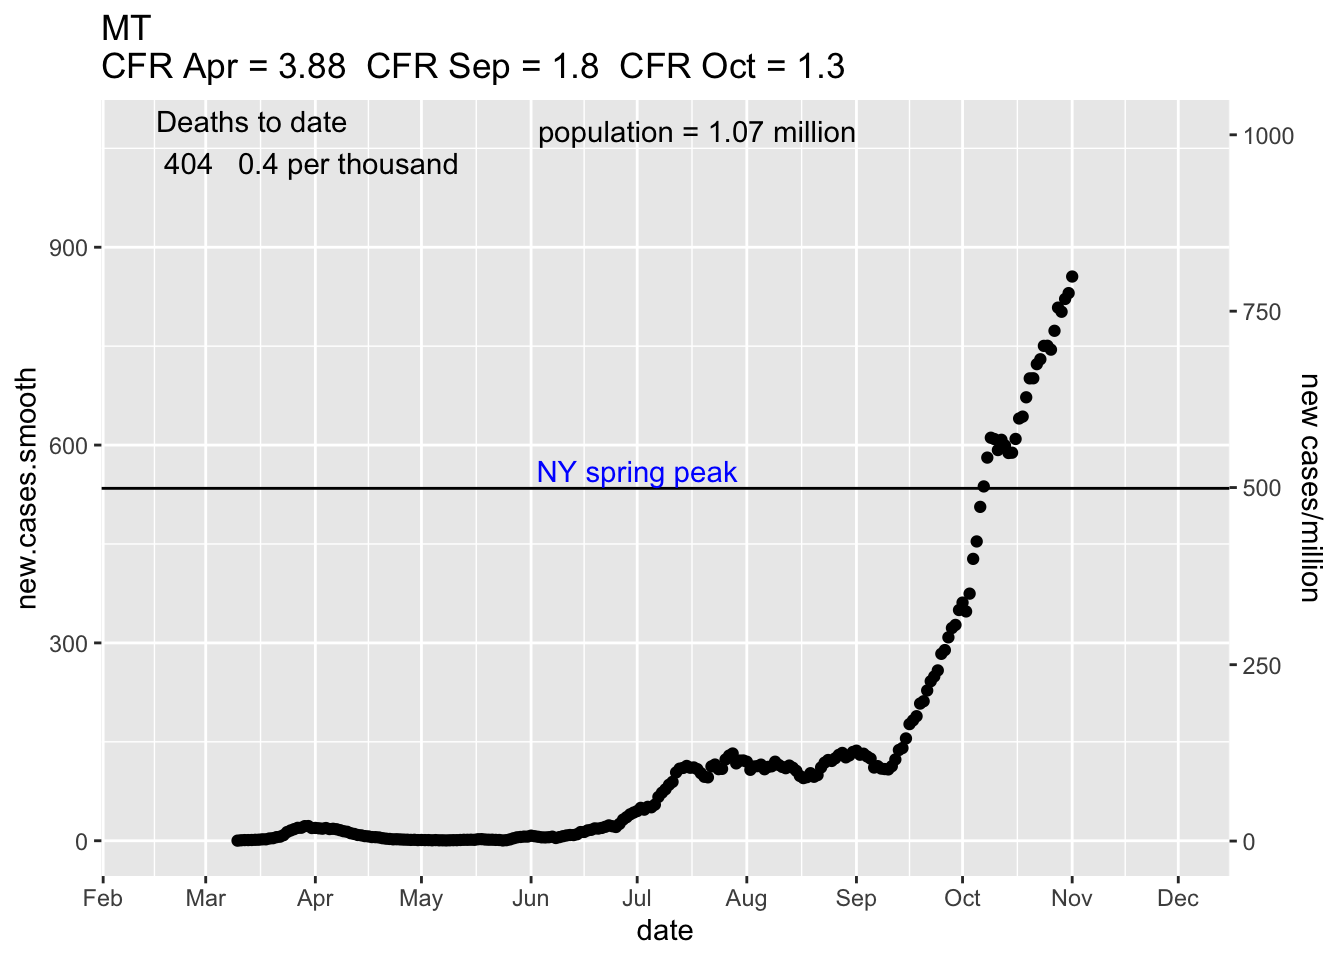 MT
CFR Apr = 3.88  CFR Sep = 1.8  CFR Oct = 1.3
Deaths to date
404   0.4 per thousand
population = 1.07 million
NY spring peak
new.cases.smooth
900
600
300
0
1000
750
500
250
0
new cases/million
Feb Mar Apr May Jun Jul Aug Sep Oct Nov Dec
date